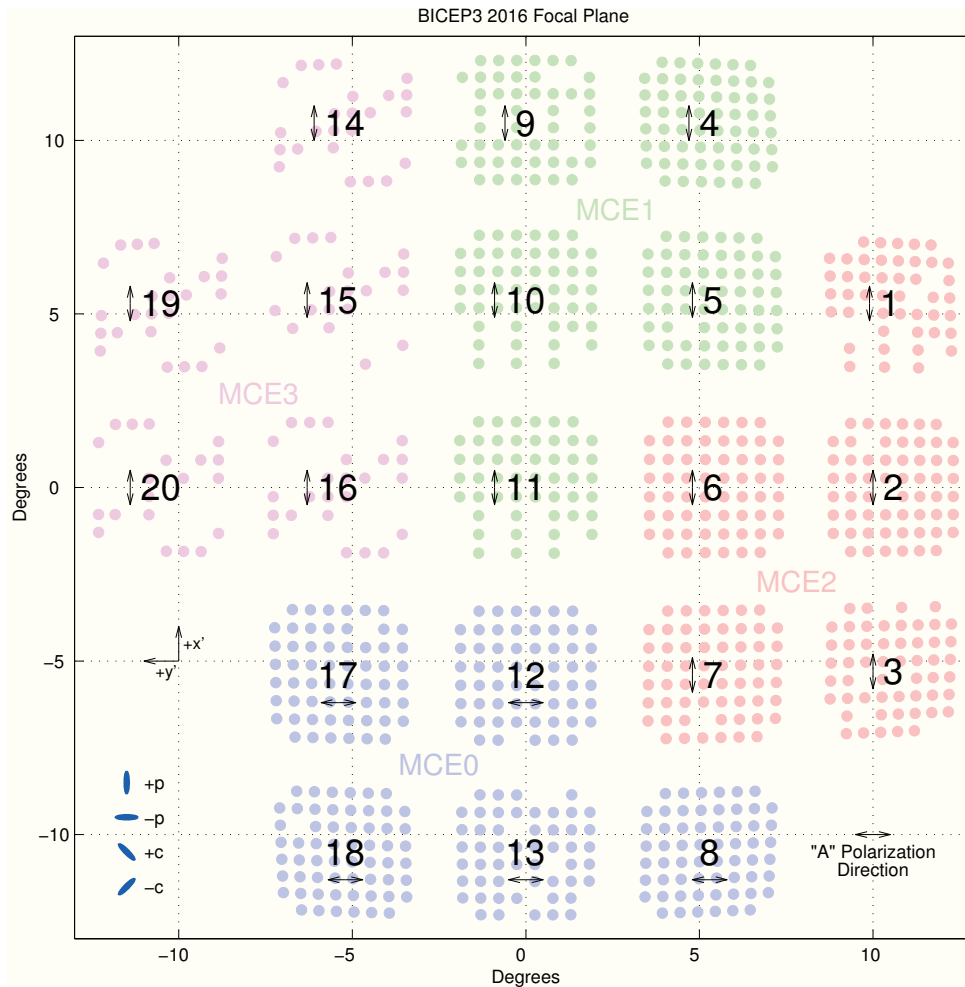 BICEP3 2016 Focal Plane
14 9 4
10
MCE1
19 15 10 5 1
5
MCE3
20 16 11 6 2
0
MCE2
+x'
+y'
−5
17 12 7 3
MCE0
+p
−p
+c
−c
−10
18 13 8
"A" Polarization
Direction
−10 −5 0 5 10
Degrees
Degrees